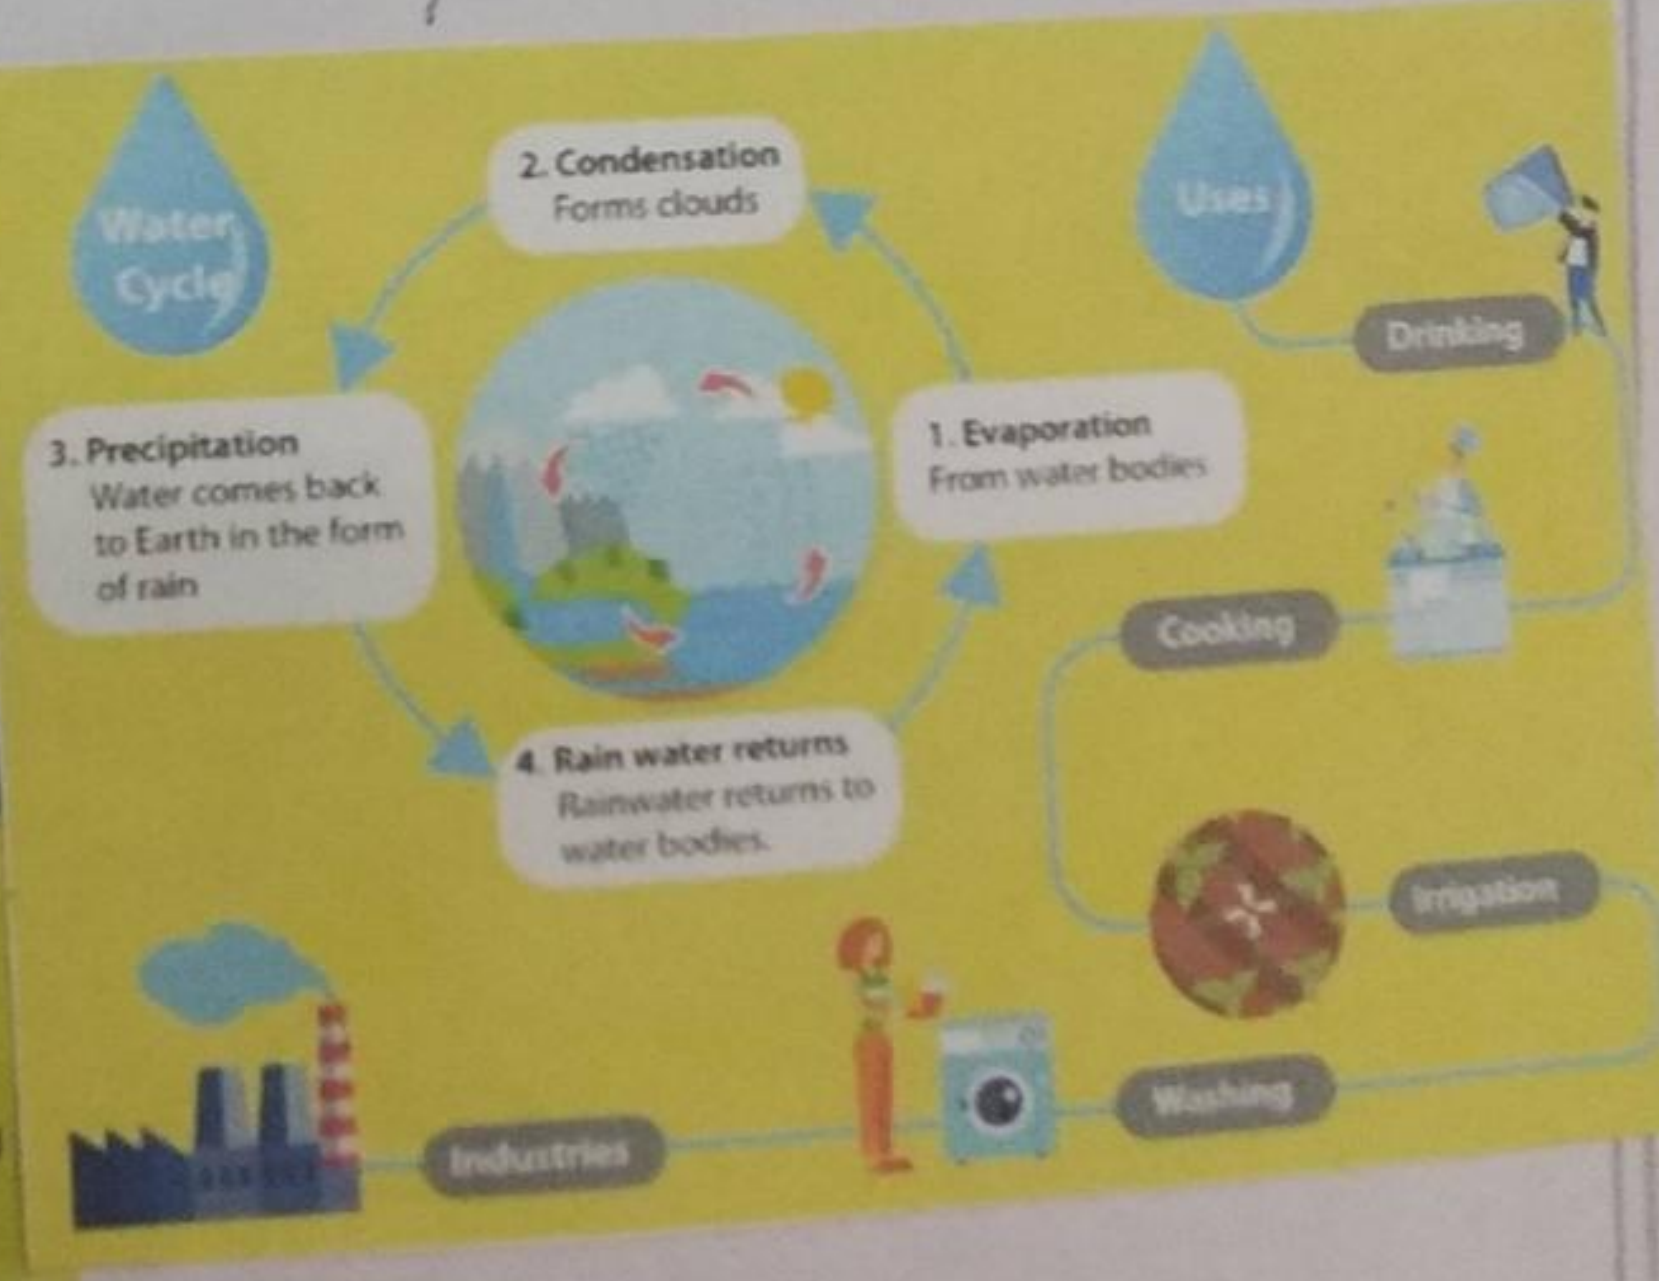 Water
Cycle
2. Condensation
Forms clouds
Uses
Drinking
3. Precipitation
Water comes back
to Earth in the form
of rain
1. Evaporation
From water bodies
Cooking
4. Rain water returns
Rainwater returns to
water bodies.
Irrigation
Washing
Industries